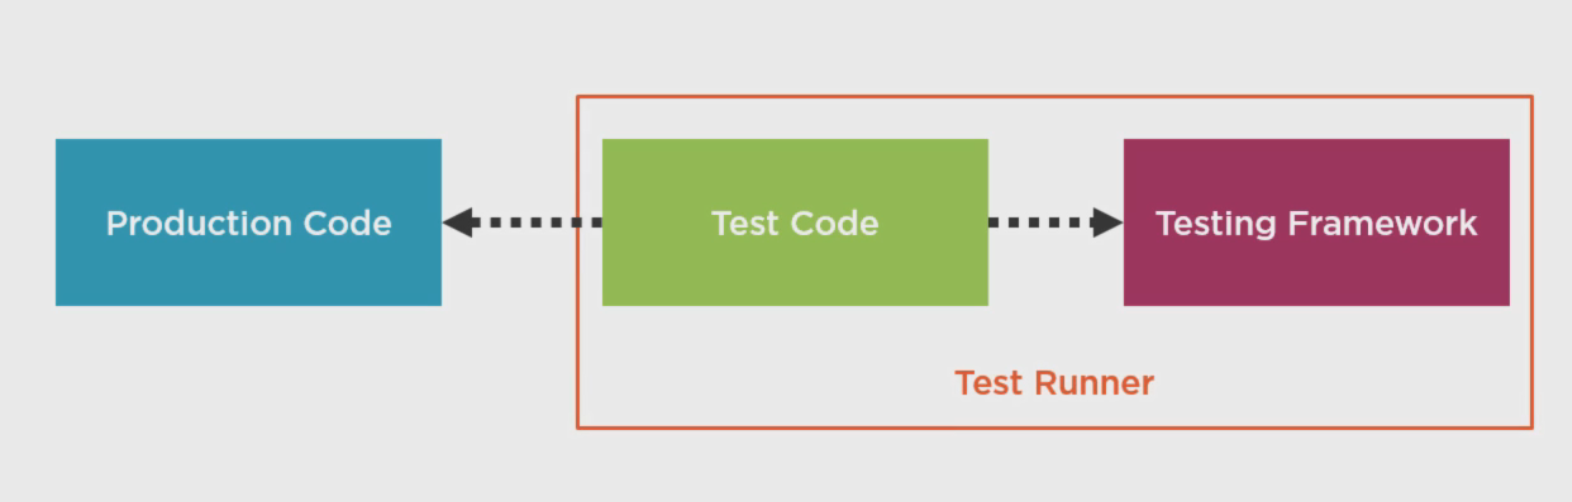 Production Code
Test Code
Testing Framework
Test Runner